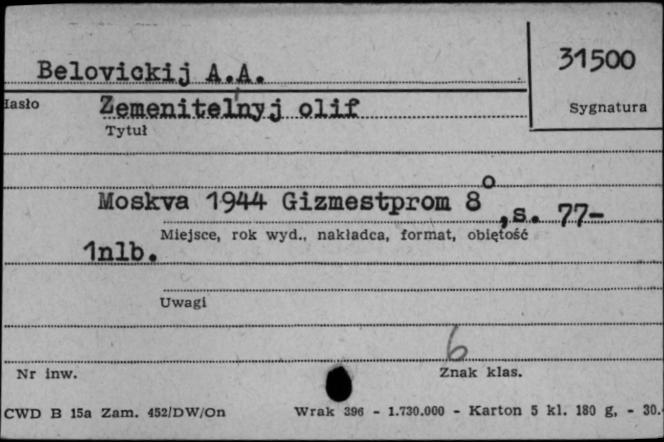 31500
Belovickij A.A.
Hasło
Zemenitelnyj olif
Sygnatura
Tytuł
Moskva 1944 Gizmestprom 8o, s. 77-
Miejsce, rok wyd., nakładca, format, obiętość
1nlb.
Uwagi
6
Nr inw.
Znak klas.
CWD B 15a Zam. 452/DW/On
Wrak 396 - 1.730.000 - Karton 5 kl. 180 g, - 30.